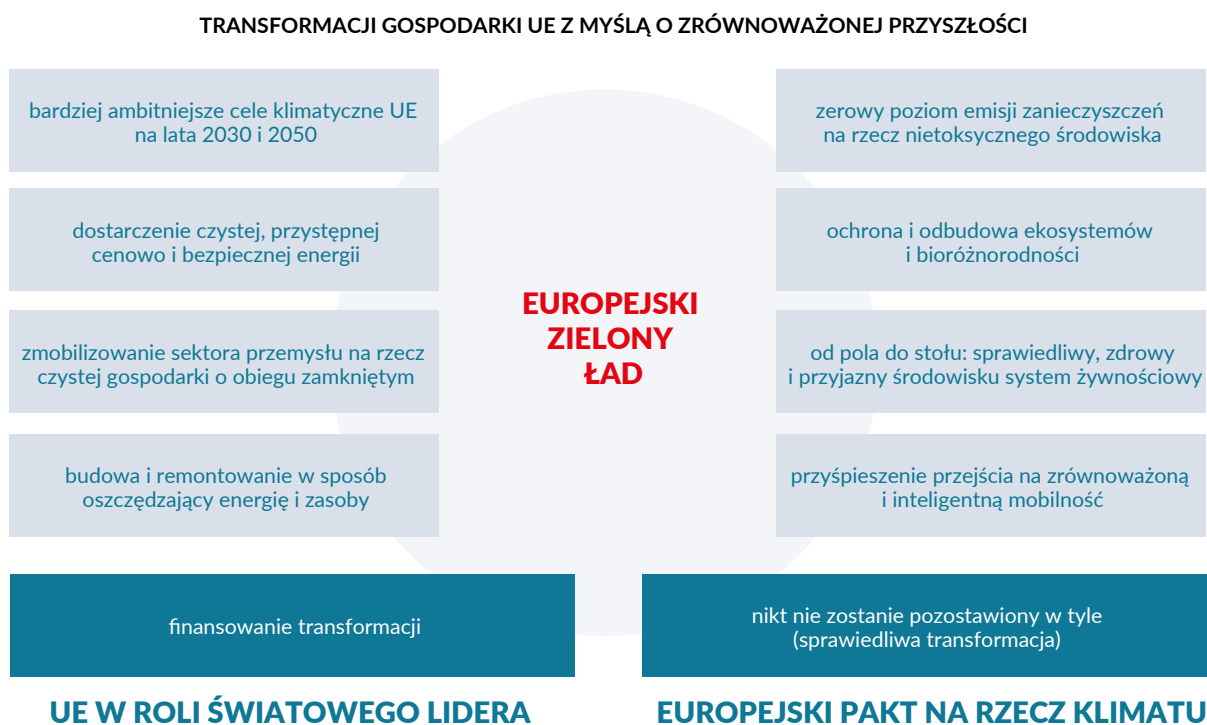 TRANSFORMACJI GOSPODARKI UE Z MYŚLĄ O ZRÓWNOWAŻONEJ PRZYSZŁOŚCI
bardziej ambitniejsze cele klimatyczne UE
na lata 2030 i 2050
dostarczenie czystej, przystępnej
cenowo i bezpiecznej energii
zmobilizowanie sektora przemysłu na rzecz
czystej gospodarki o obiegu zamkniętym
budowa i remontowanie w sposób
oszczędzający energię i zasoby
EUROPEJSKI
ZIELONY
ŁAD
zerowy poziom emisji zanieczyszczeń
na rzecz nietoksycznego środowiska
ochrona i odbudowa ekosystemów
i bioróżnorodności
od pola do stołu: sprawiedliwy, zdrowy
i przyjazny środowisku system żywnościowy
przyśpieszenie przejścia na zrównoważoną
i inteligentną mobilność
finansowanie transformacji
nikt nie zostanie pozostawiony w tyle
(sprawiedliwa transformacja)
UE W ROLI ŚWIATOWEGO LIDERA
EUROPEJSKI PAKT NA RZECZ KLIMATU